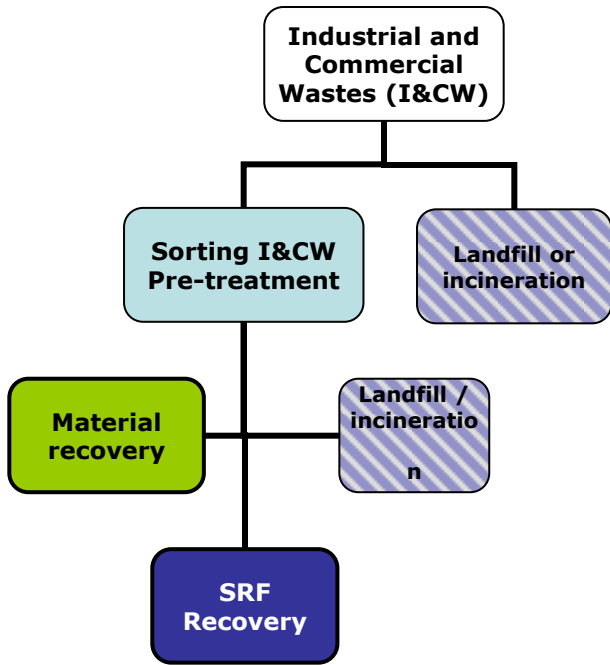 Industrial and
Commercial
Wastes (I&CW)
Sorting I&CW
Pre-treatment
Landfill or
incineration
Material
recovery
Landfill /
incineratio
n
SRF
Recovery